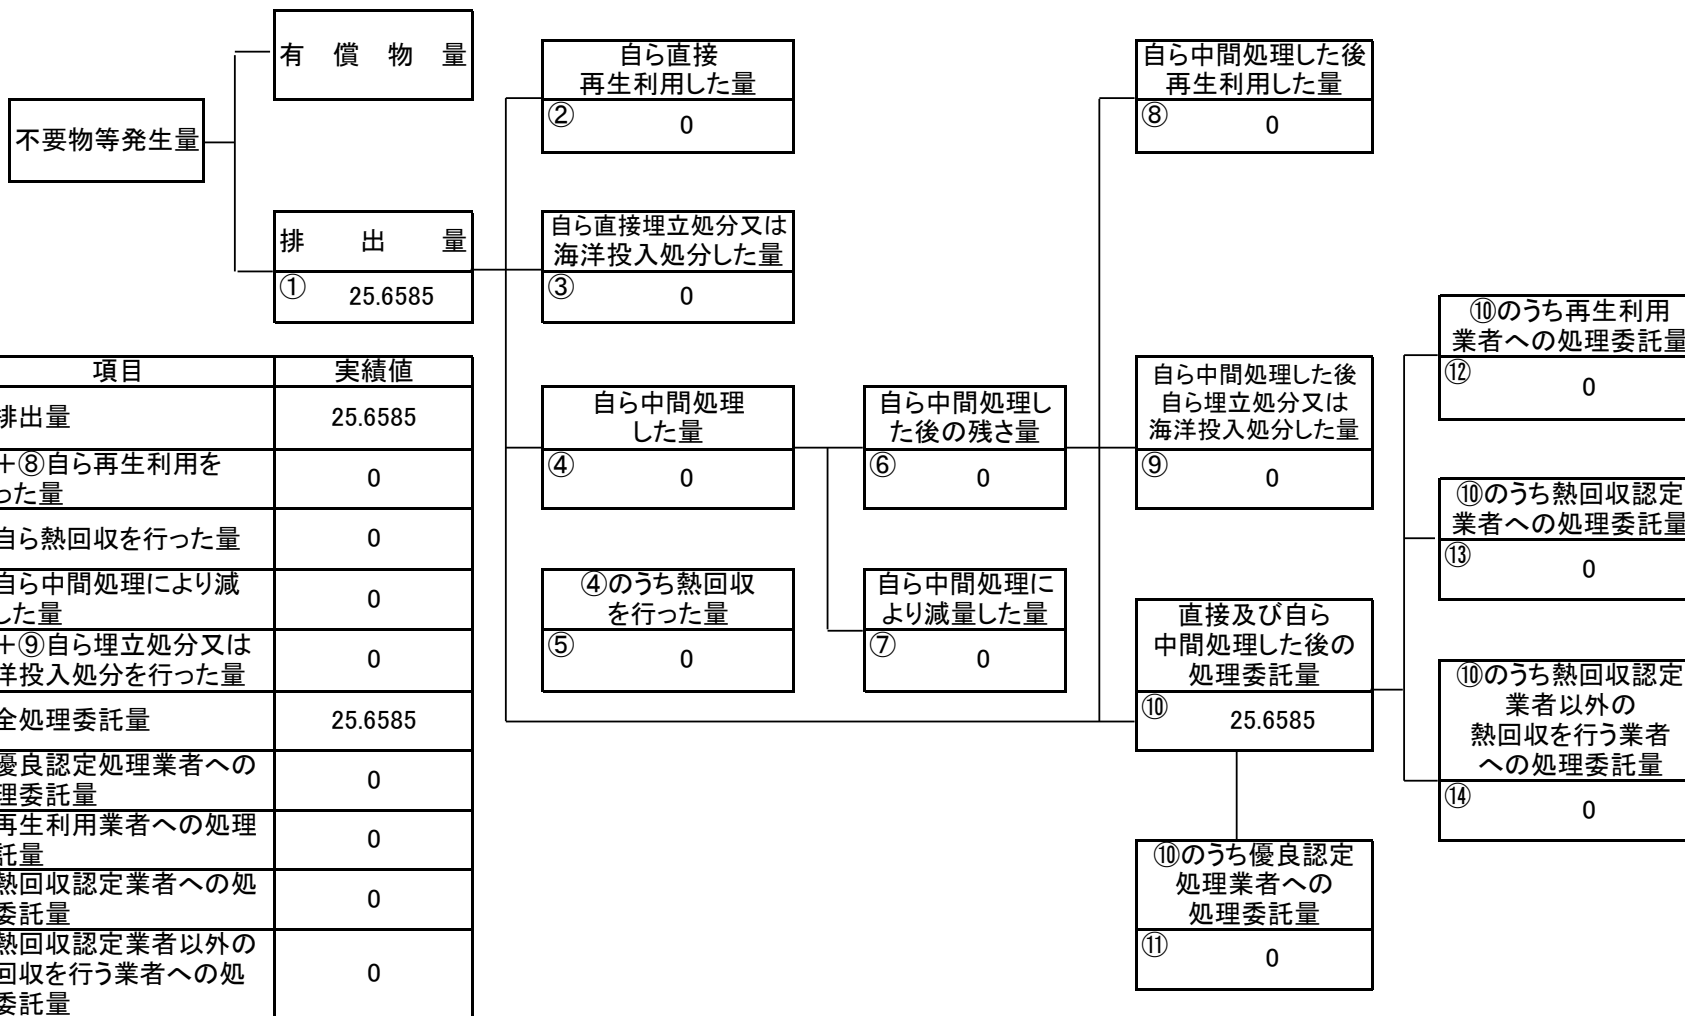 有償物量
不要物等発生量
排出量
① 25.6585
自ら直接
再生利用した量
② 0
自ら直接埋立処分又は
海洋投入処分した量
③ 0
自ら中間処理
した量
④ 0
④のうち熱回収
を行った量
⑤ 0
自ら中間処理し
た後の残さ量
⑥ 0
自ら中間処理に
より減量した量
⑦ 0
自ら中間処理した後
再生利用した量
⑧ 0
自ら中間処理した後
自ら埋立処分又は
海洋投入処分した量
⑨ 0
直接及び自ら
中間処理した後の
処理委託量
⑩ 25.6585
⑩のうち優良認定
処理業者への
処理委託量
⑪ 0
⑩のうち再生利用
業者への処理委託量
⑫ 0
⑩のうち熱回収認定
業者への処理委託量
⑬ 0
⑩のうち熱回収認定
業者以外の
熱回収を行う業者
への処理委託量
⑭ 0
項目 実績値
排出量 25.6585
+⑧自ら再生利用を
った量 0
自ら熱回収を行った量 0
自ら中間処理により減
した量 0
+⑨自ら埋立処分又は
洋投入処分を行った量 0
全処理委託量 25.6585
優良認定処理業者への
理委託量 0
再生利用業者への処理
託量 0
熱回収認定業者への処
委託量 0
熱回収認定業者以外の
回収を行う業者への処
委託量 0